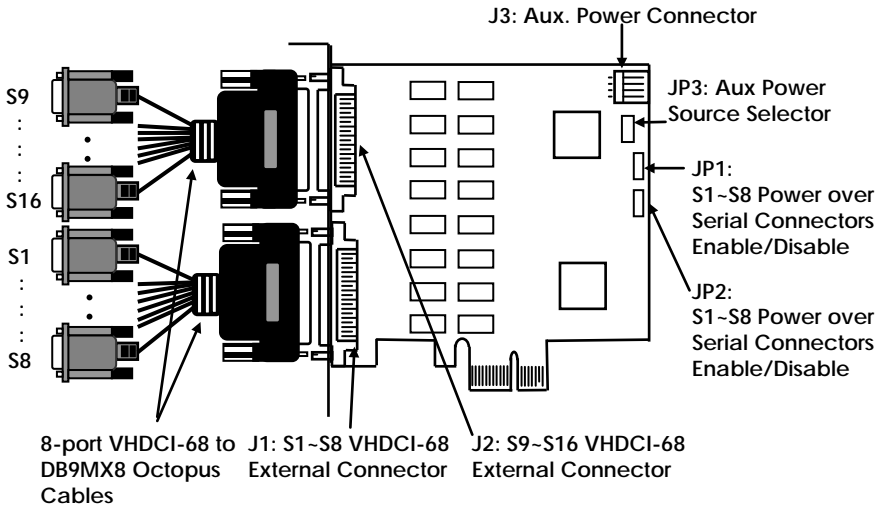 J3: Aux. Power Connector
JP3: Aux Power
Source Selector
JP1:
S1~S8 Power over
Serial Connectors
Enable/Disable
JP2:
S1~S8 Power over
Serial Connectors
Enable/Disable
S9
:
:
:
S16
S1
:
:
:
S8
8-port VHDCI-68 to
DB9MX8 Octopus
Cables
J1: S1~S8 VHDCI-68
External Connector
J2: S9~S16 VHDCI-68
External Connector